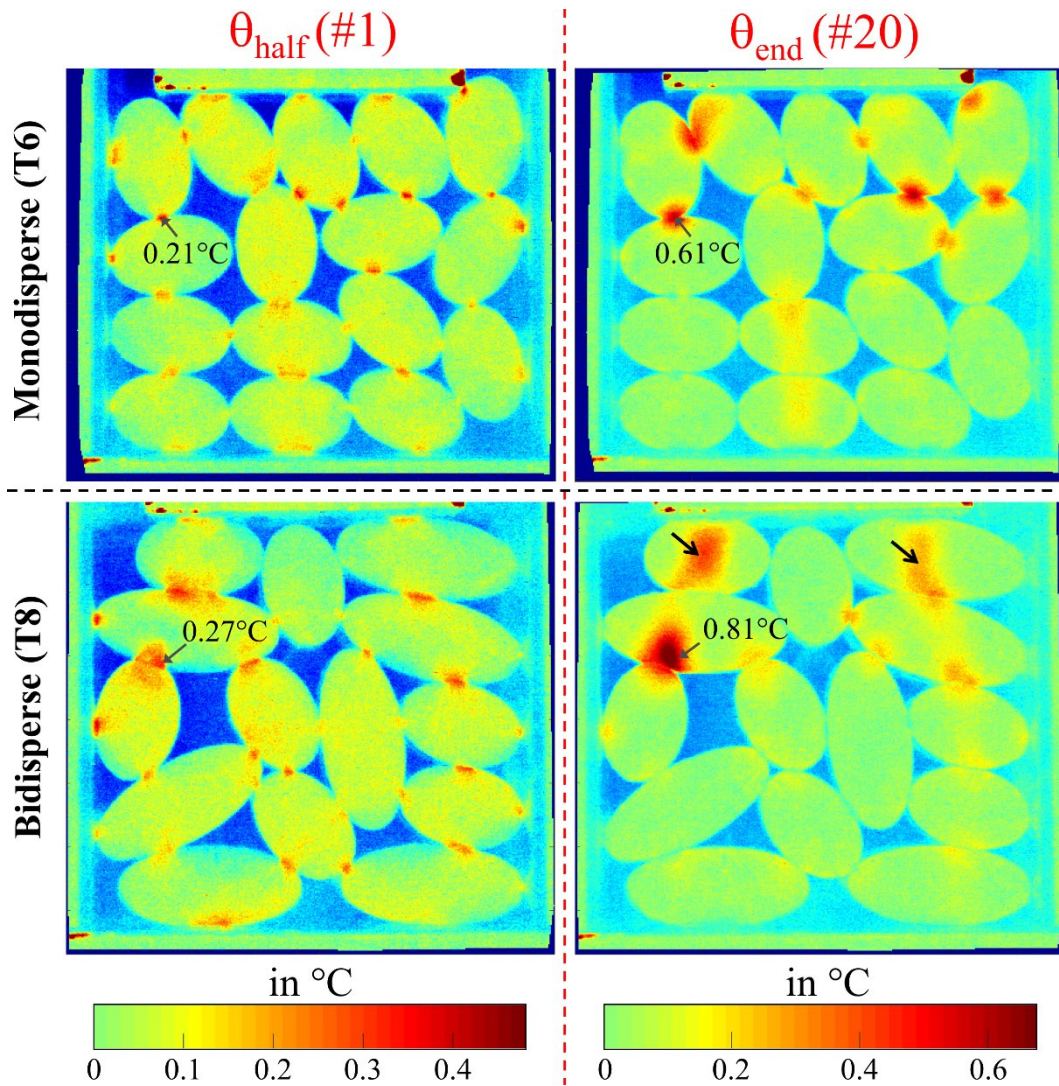 θhalf (#1)
θend (#20)
Monodisperse (T6)
0.21°C
0.61°C
Bidisperse (T8)
0.27°C
0.81°C
in °C
in °C
0 0.1 0.2 0.3 0.4
0 0.2 0.4 0.6